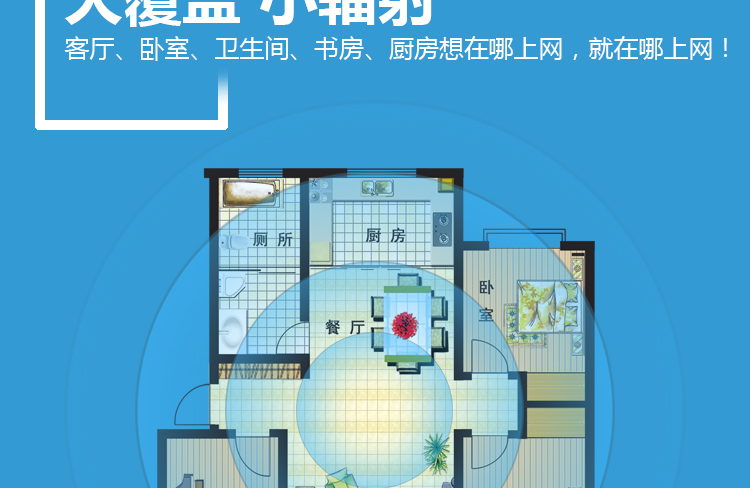 大覆盖 小辐射
客厅、卧室、卫生间、书房、厨房想在哪上网，就在哪上网！
厕所
厨房
卧室
餐厅